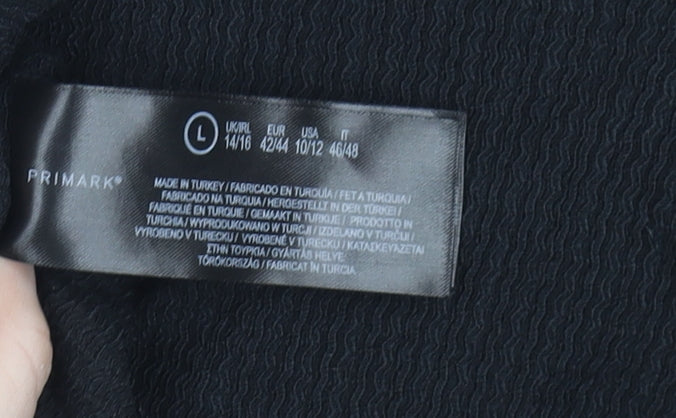 L
UK/IRL EUR USA IT
14/16 42/44 10/12 46/48
PRIMARK®
MADE IN TURKEY / FABRICADO EN TURQUÍA / FET A TURQUIA /
FABRICADO NA TURQUIA / HERGESTELLT IN DER TÜRKEI /
FABRIQUÉ EN TURQUIE / GEMAAKT IN TURKIJE / PRODOTTO IN
TURCHIA / WYPRODUKOWANO W TURCJI / IZDELANO V TURČIJI /
VYROBENO V TURECKU / VYROBENÉ V TURECKU / ΚΑΤΑΣΚΕΥΑΖΕΤΑΙ
ΣΤΗΝ ΤΟΥΡΚΙΑ / GYÁRTÁS HELYE
TÖRÖKORSZÁG / FABRICAT ÎN TURCIA.